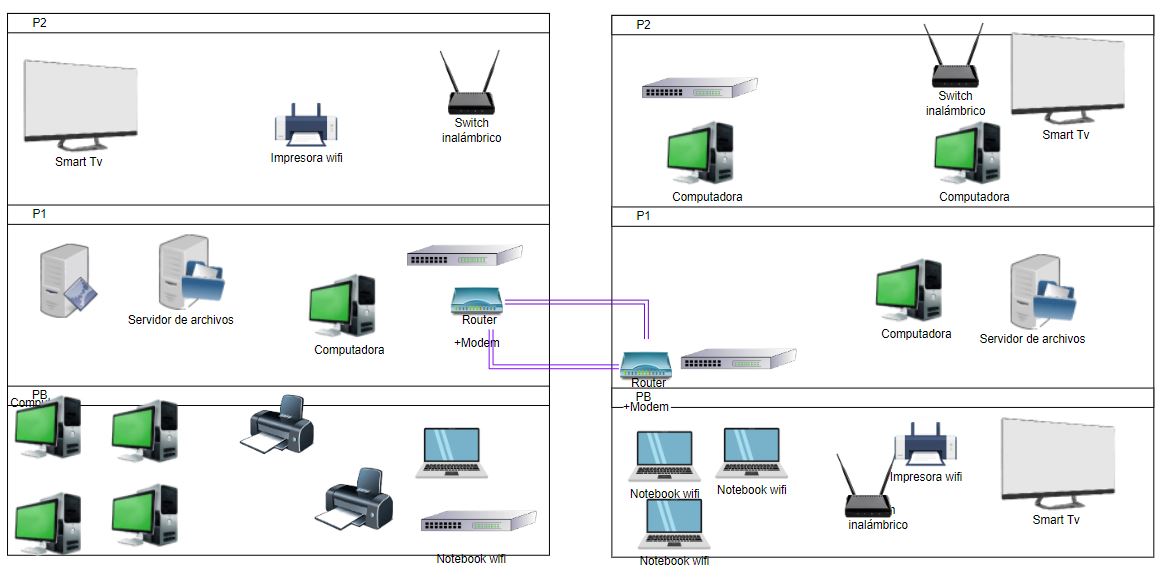 P2
Smart Tv
Impresora wifi
Switch
inalámbrico
P1
Servidor de archivos
Computadora
Router
+Modem
PB
Notebook wifi
P2
Computadora
Switch
inalámbrico
Computadora
Smart Tv
P1
Computadora
Servidor de archivos
Router
+Modem
PB
Notebook wifi
Notebook wifi
Notebook wifi
inalámbrico
Impresora wifi
Smart Tv